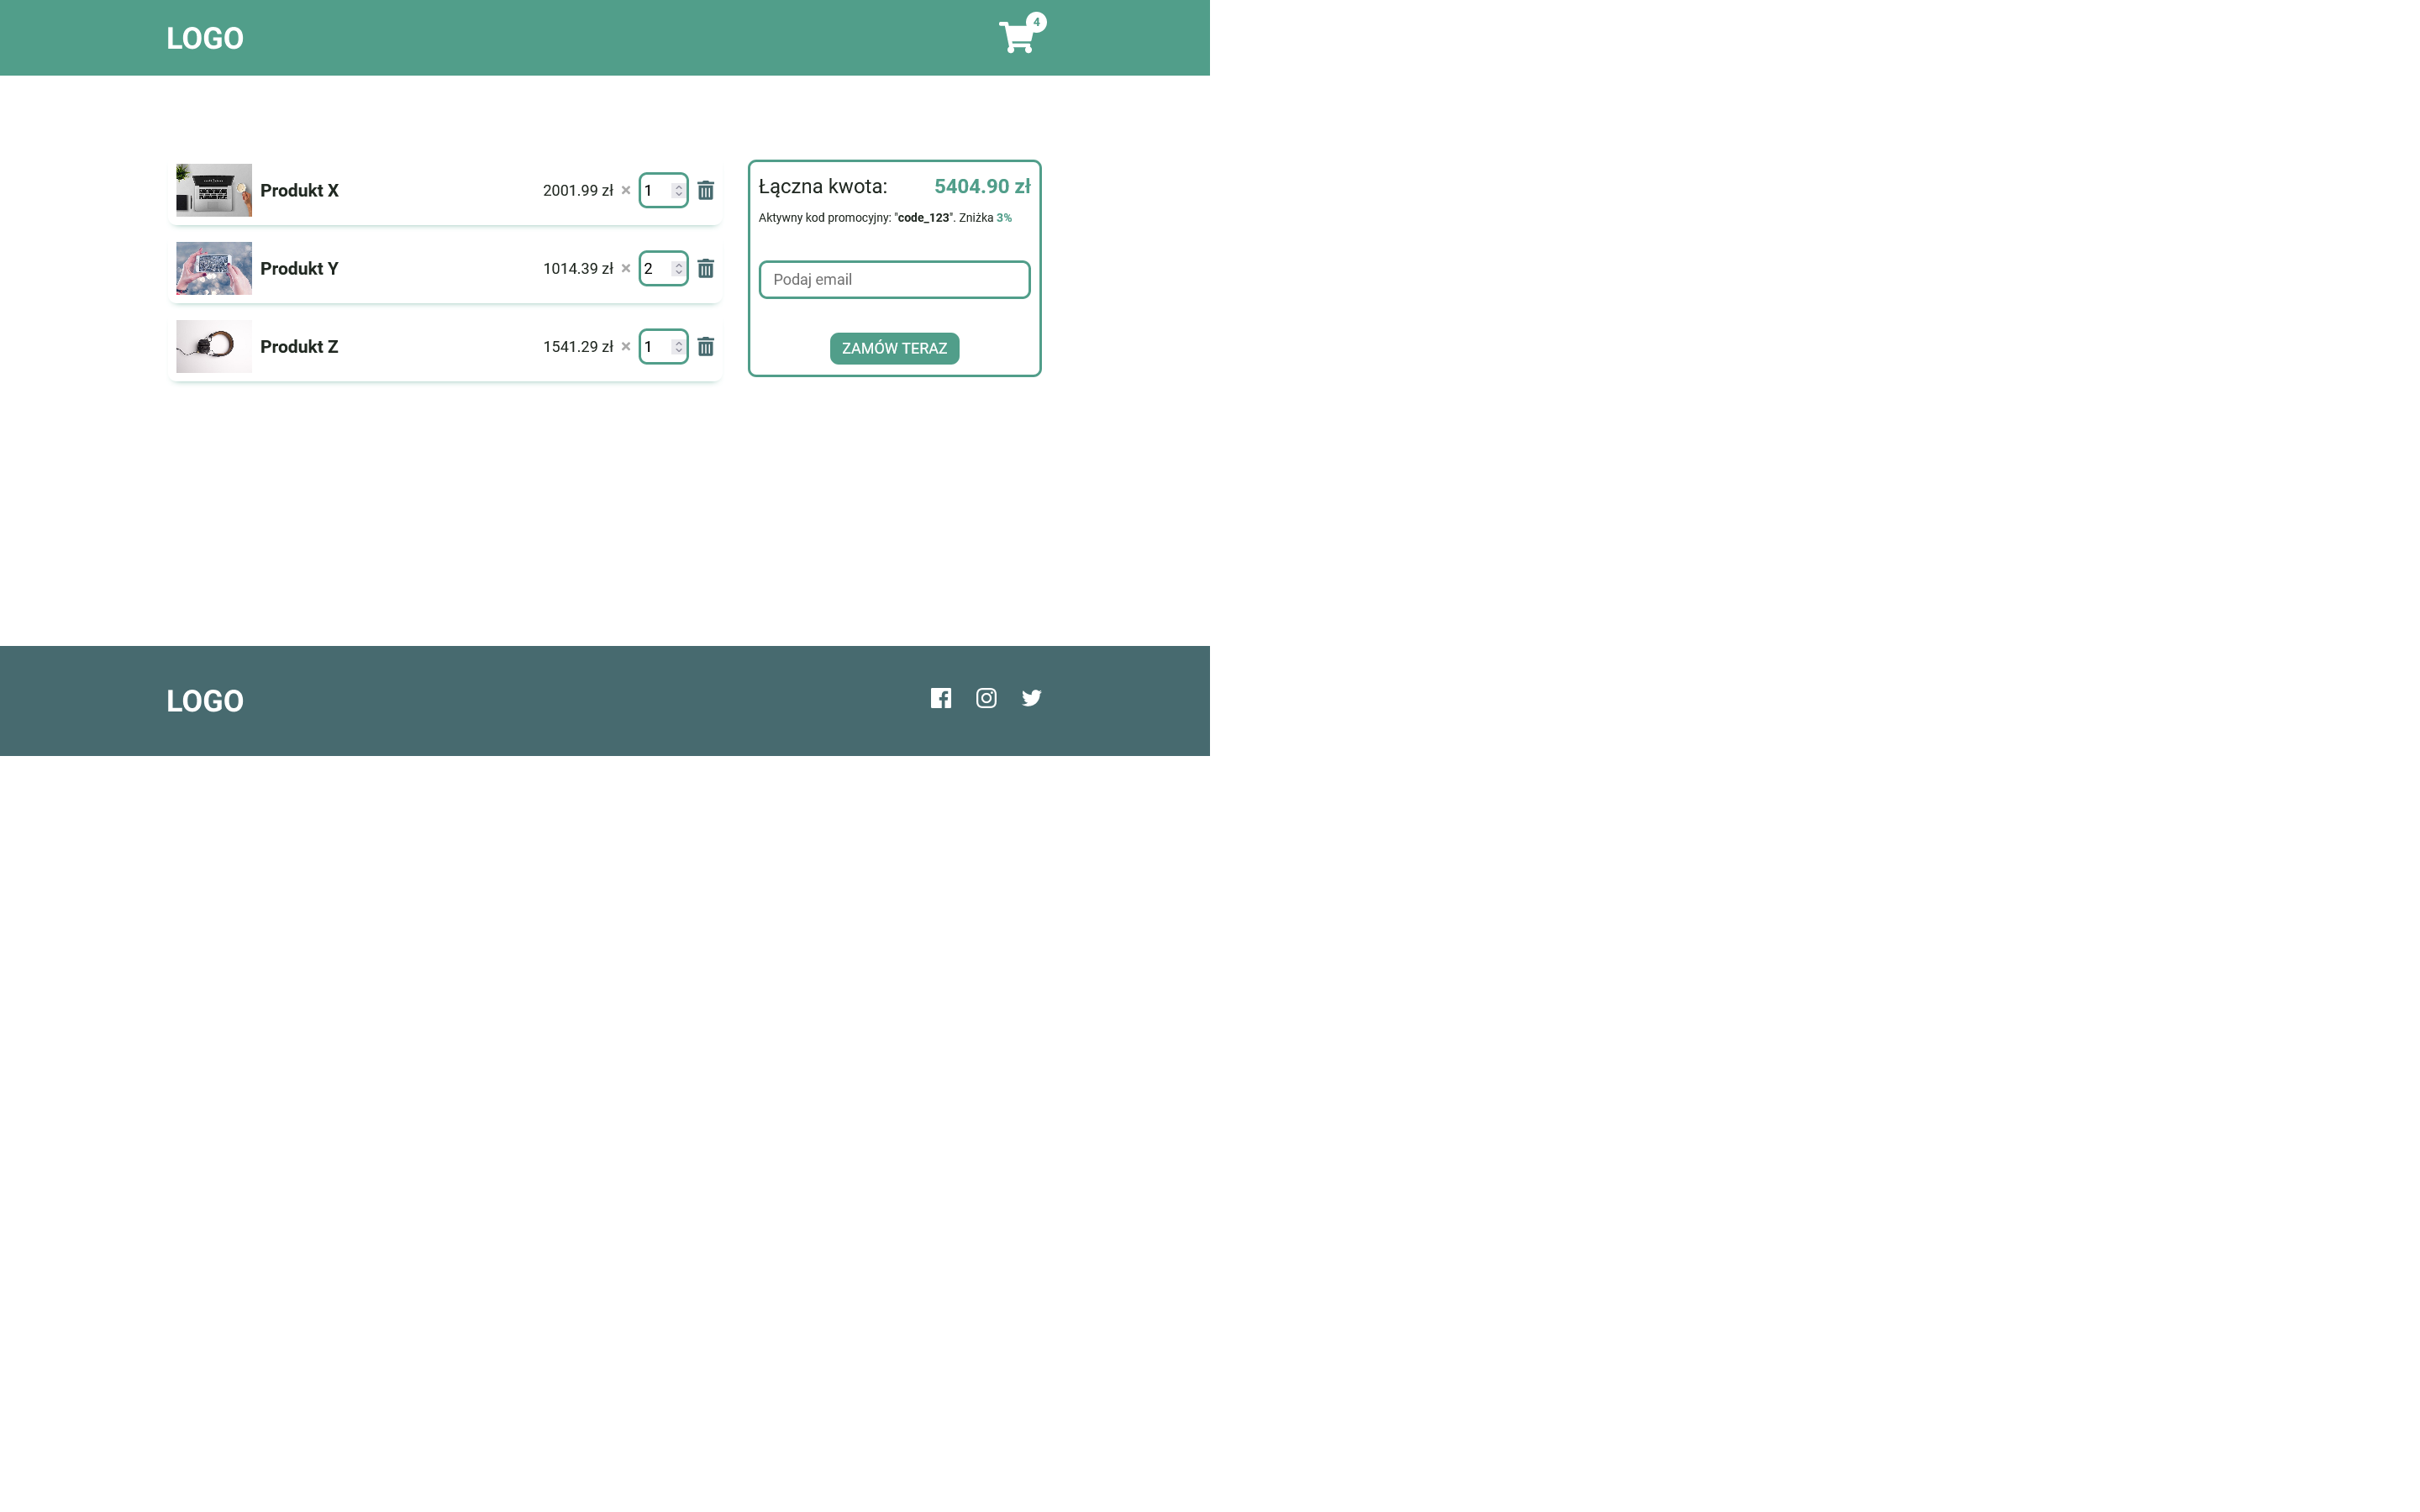 LOGO
4
Produkt X
2001.99 zł × 1
Produkt Y
1014.39 zł × 2
Produkt Z
1541.29 zł × 1
Łączna kwota: 5404.90 zł
Aktywny kod promocyjny: "code_123". Zniżka 3%
Podaj email
ZAMÓW TERAZ
LOGO